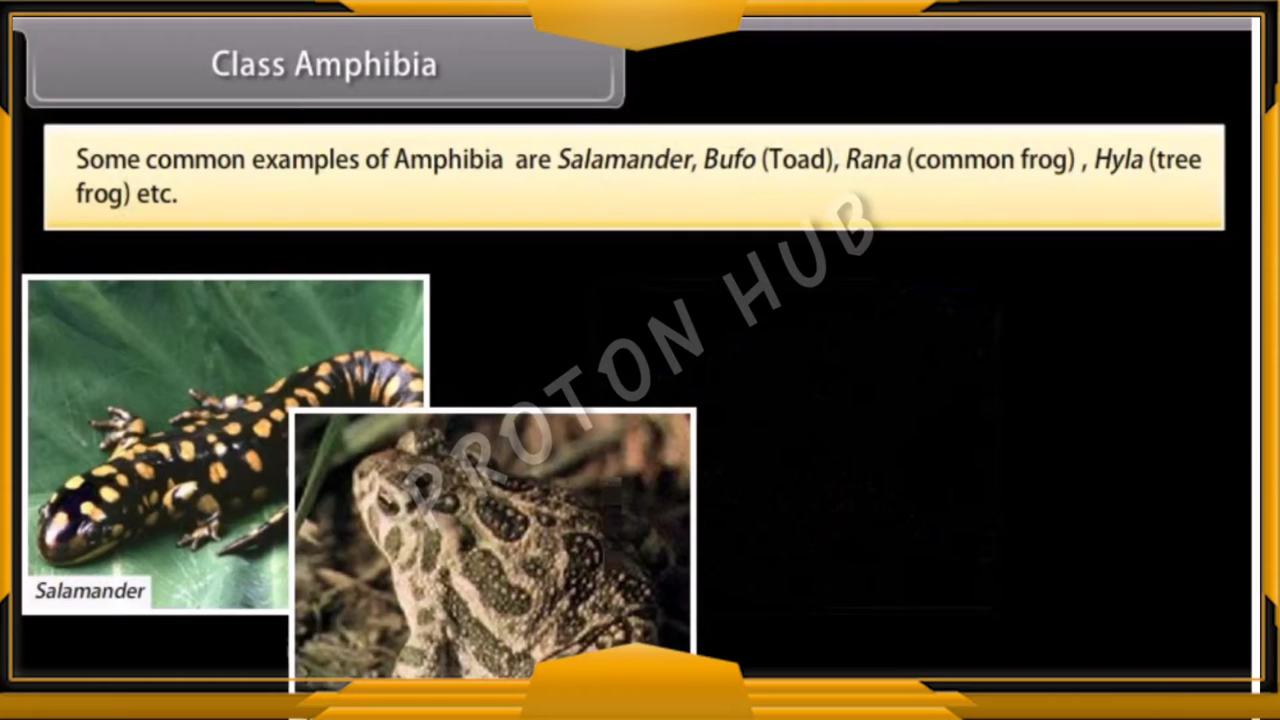 Class Amphibia
Some common examples of Amphibia are Salamander, Bufo (Toad), Rana (common frog) , Hyla (tree
frog) etc.
PROTON HUB
Salamander